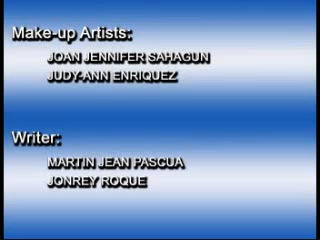 Make-up Artists:
JOAN JENNIFER SAHAGUN
JUDY-ANN ENRIQUEZ
Writer:
MARTIN JEAN PASCUA
JONREY ROQUE